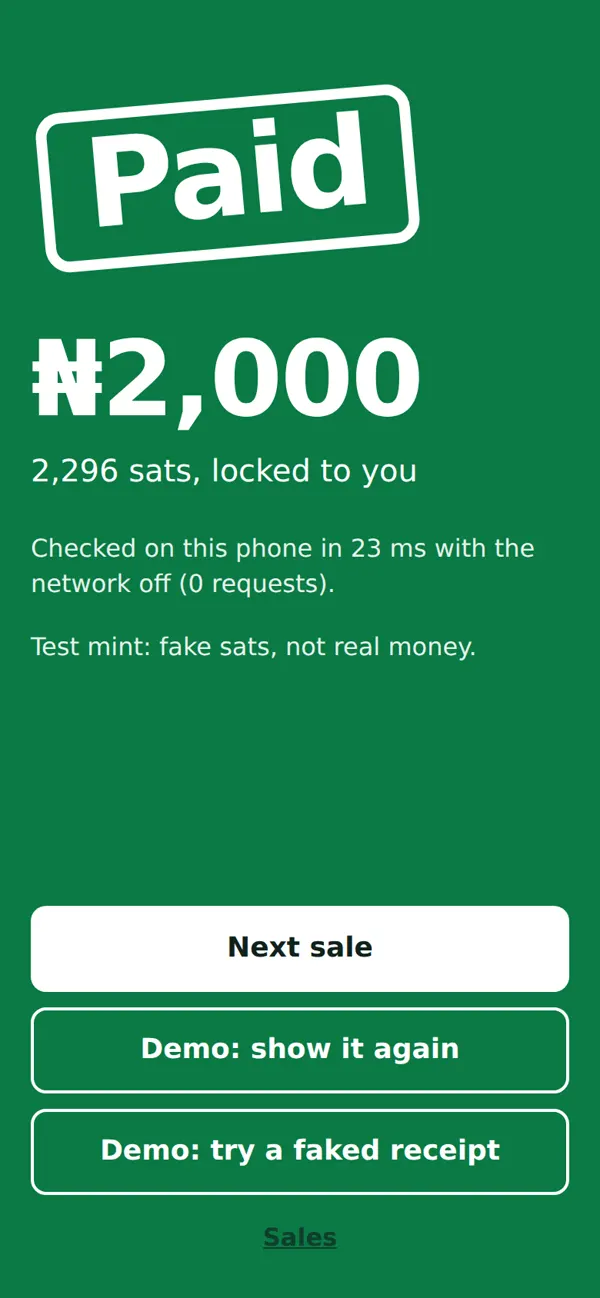 Paid
₦2,000
2,296 sats, locked to you
Checked on this phone in 23 ms with the
network off (0 requests).
Test mint: fake sats, not real money.
Next sale
Demo: show it again
Demo: try a faked receipt
Sales